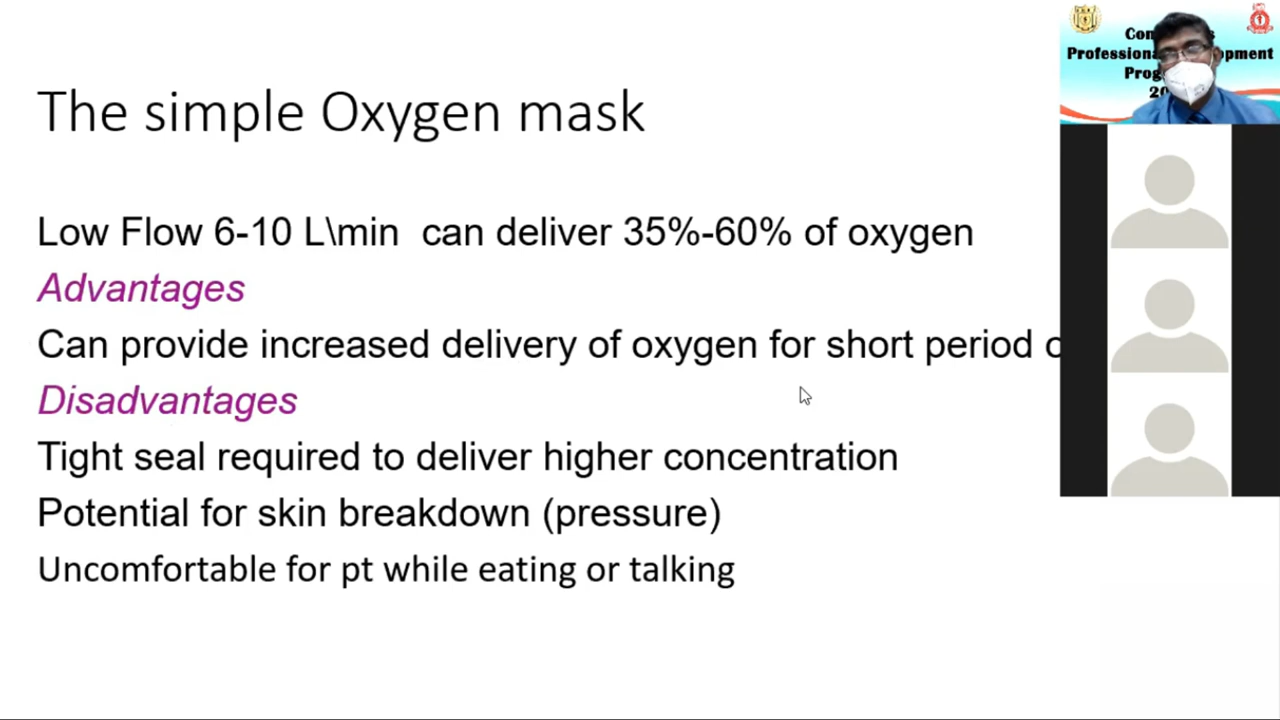 The simple Oxygen mask
Low Flow 6-10 L\min can deliver 35%-60% of oxygen
Advantages
Can provide increased delivery of oxygen for short period
Disadvantages
Tight seal required to deliver higher concentration
Potential for skin breakdown (pressure)
Uncomfortable for pt while eating or talking